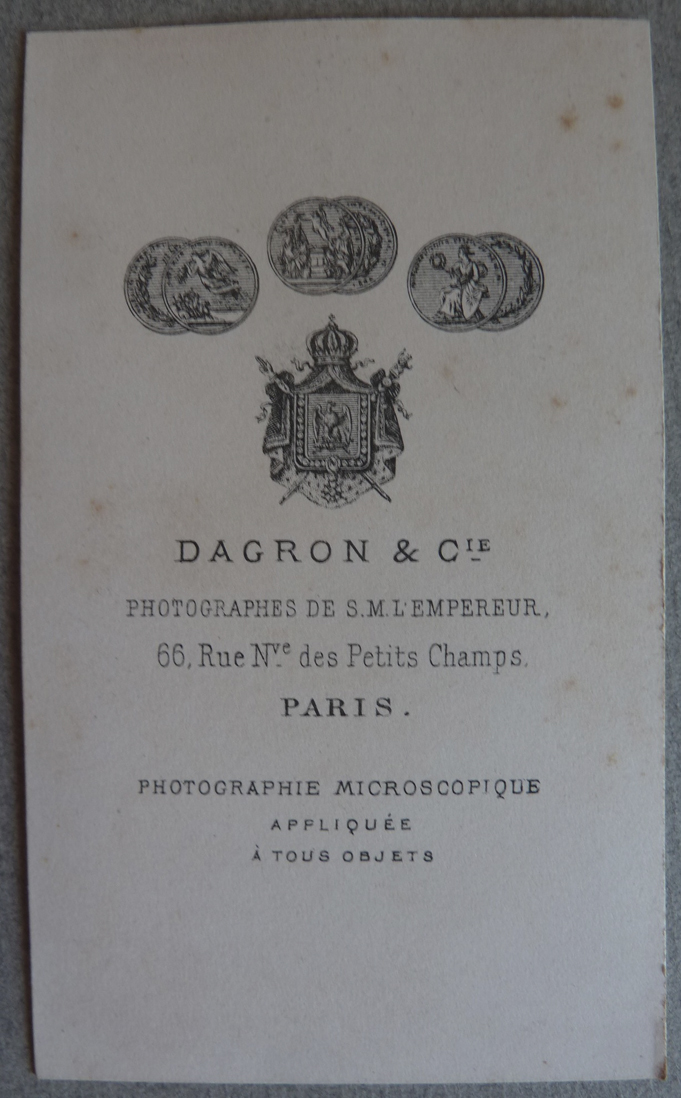 DAGRON & CIE
PHOTOGRAPHES DE S.M. L'EMPEREUR,
66, Rue Nve des Petits Champs.
PARIS.
PHOTOGRAPHIE MICROSCOPIQUE
APPLIQUÉE
À TOUS OBJETS